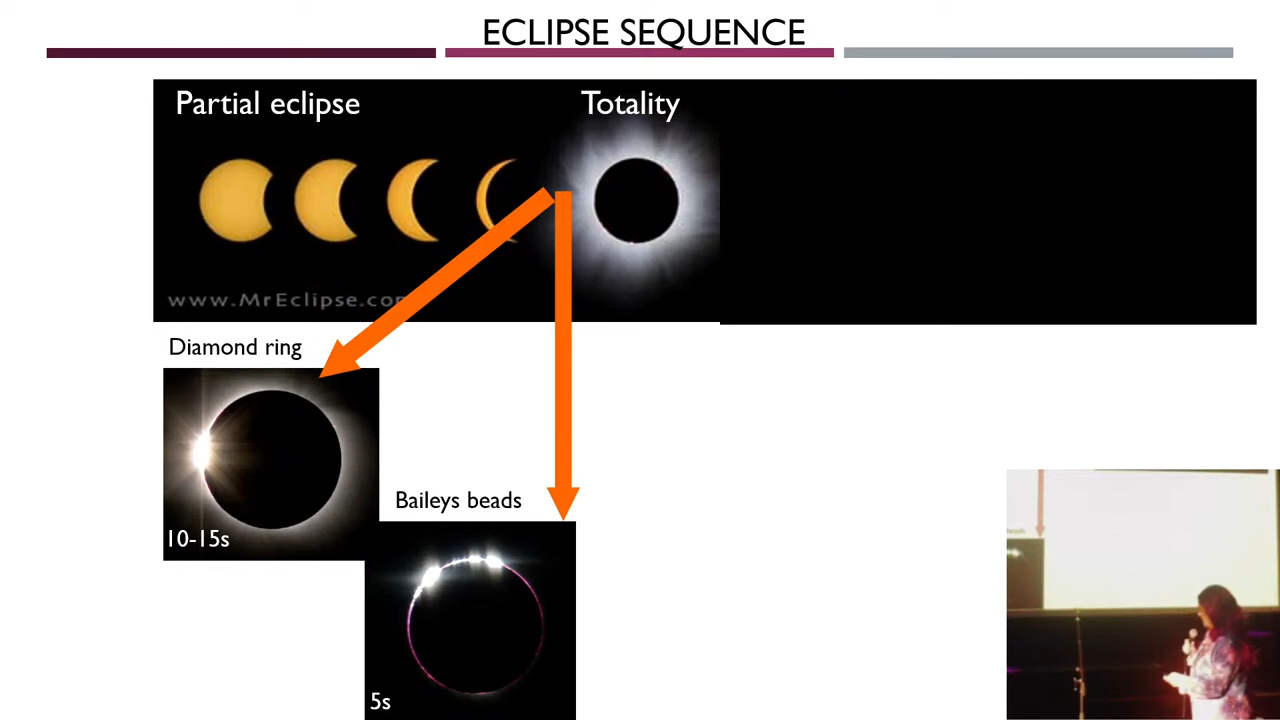 ECLIPSE SEQUENCE
Partial eclipse
Totality
www.MrEclipse.co
Diamond ring
10-15s
Baileys beads
5s